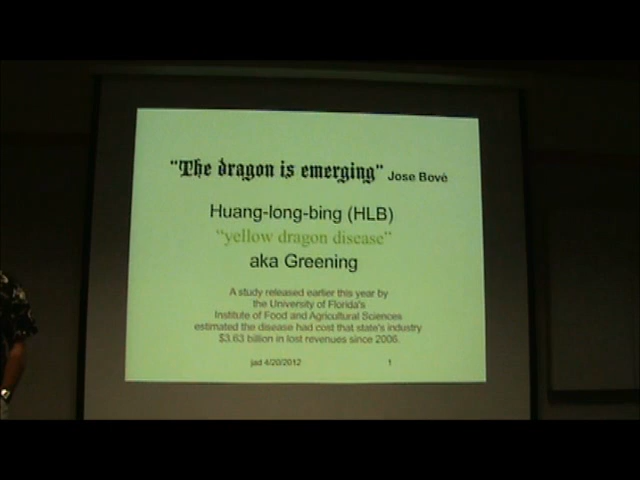 "The dragon is emerging" Jose Bové
Huang-long-bing (HLB)
"yellow dragon disease"
aka Greening
A study released earlier this year by
the University of Florida's
Institute of Food and Agricultural Sciences
estimated the disease had cost that state's industry
$3.63 billion in lost revenues since 2006.
jad 4/20/2012 1